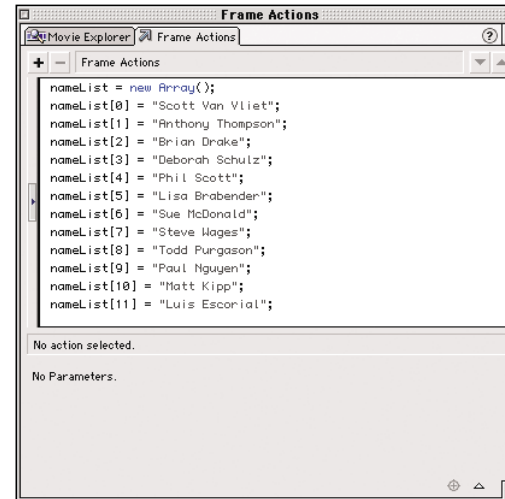 Frame Actions
Movie Explorer Frame Actions ?
+ − Frame Actions
nameList = new Array();
nameList[0] = "Scott Van Vliet";
nameList[1] = "Anthony Thompson";
nameList[2] = "Brian Drake";
nameList[3] = "Deborah Schulz";
nameList[4] = "Phil Scott";
nameList[5] = "Lisa Brabender";
nameList[6] = "Sue McDonald";
nameList[7] = "Steve Wages";
nameList[8] = "Todd Purgason";
nameList[9] = "Paul Nguyen";
nameList[10] = "Matt Kipp";
nameList[11] = "Luis Escorial";
No action selected.
No Parameters.